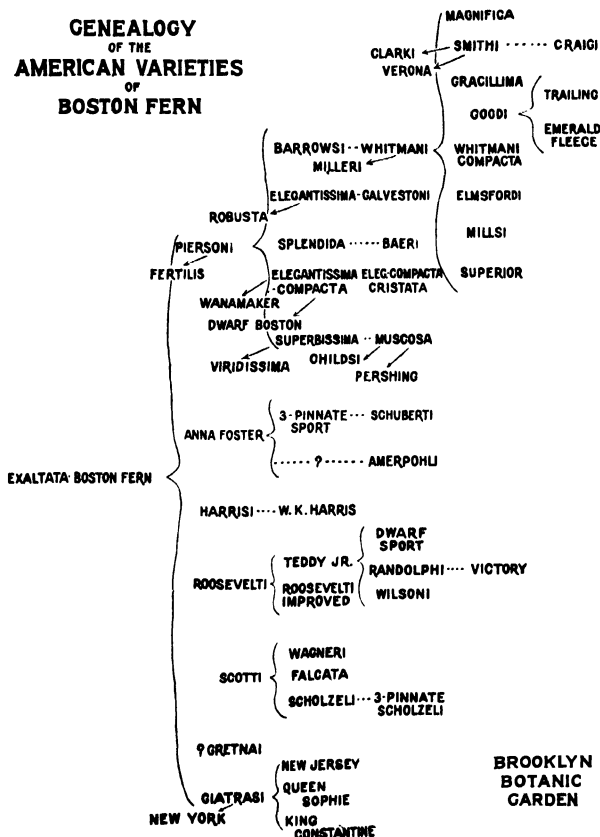 GENEALOGY
OF THE
AMERICAN VARIETIES
OF
BOSTON FERN
MAGNIFICA
CLARKI SMITHI CRAIGI
VERONA
GRACILLIMA
TRAILING
GOODI
EMERALD
FLEECE
BARROWSI WHITMANI
MILLERI
WHITMANI
COMPACTA
ELEGANTISSIMA-GALVESTONI
ELMSFORDI
ROBUSTA
PIERSONI
FERTILIS
SPLENDIDA BAERI
MILLSI
ELEGANTISSIMA
COMPACTA
ELEG-COMPACTA
CRISTATA
SUPERIOR
WANAMAKER
DWARF BOSTON
SUPERBISSIMA MUSCOSA
VIRIDISSIMA
CHILDSI
PERSHING
ANNA FOSTER
3-PINNATE
SPORT
SCHUBERTI
? AMERPOHLI
EXALTATA-BOSTON FERN
HARRISI W. K. HARRIS
DWARF
SPORT
TEDDY JR.
RANDOLPHI VICTORY
ROOSEVELTI
ROOSEVELTI
IMPROVED
WILSONI
WAGNERI
SCOTTI
FALCATA
SCHOLZELI
3-PINNATE
SCHOLZELI
? GRETNAI
NEW JERSEY
GIATRASI
QUEEN
SOPHIE
NEW YORK
KING
CONSTANTINE
BROOKLYN
BOTANIC
GARDEN